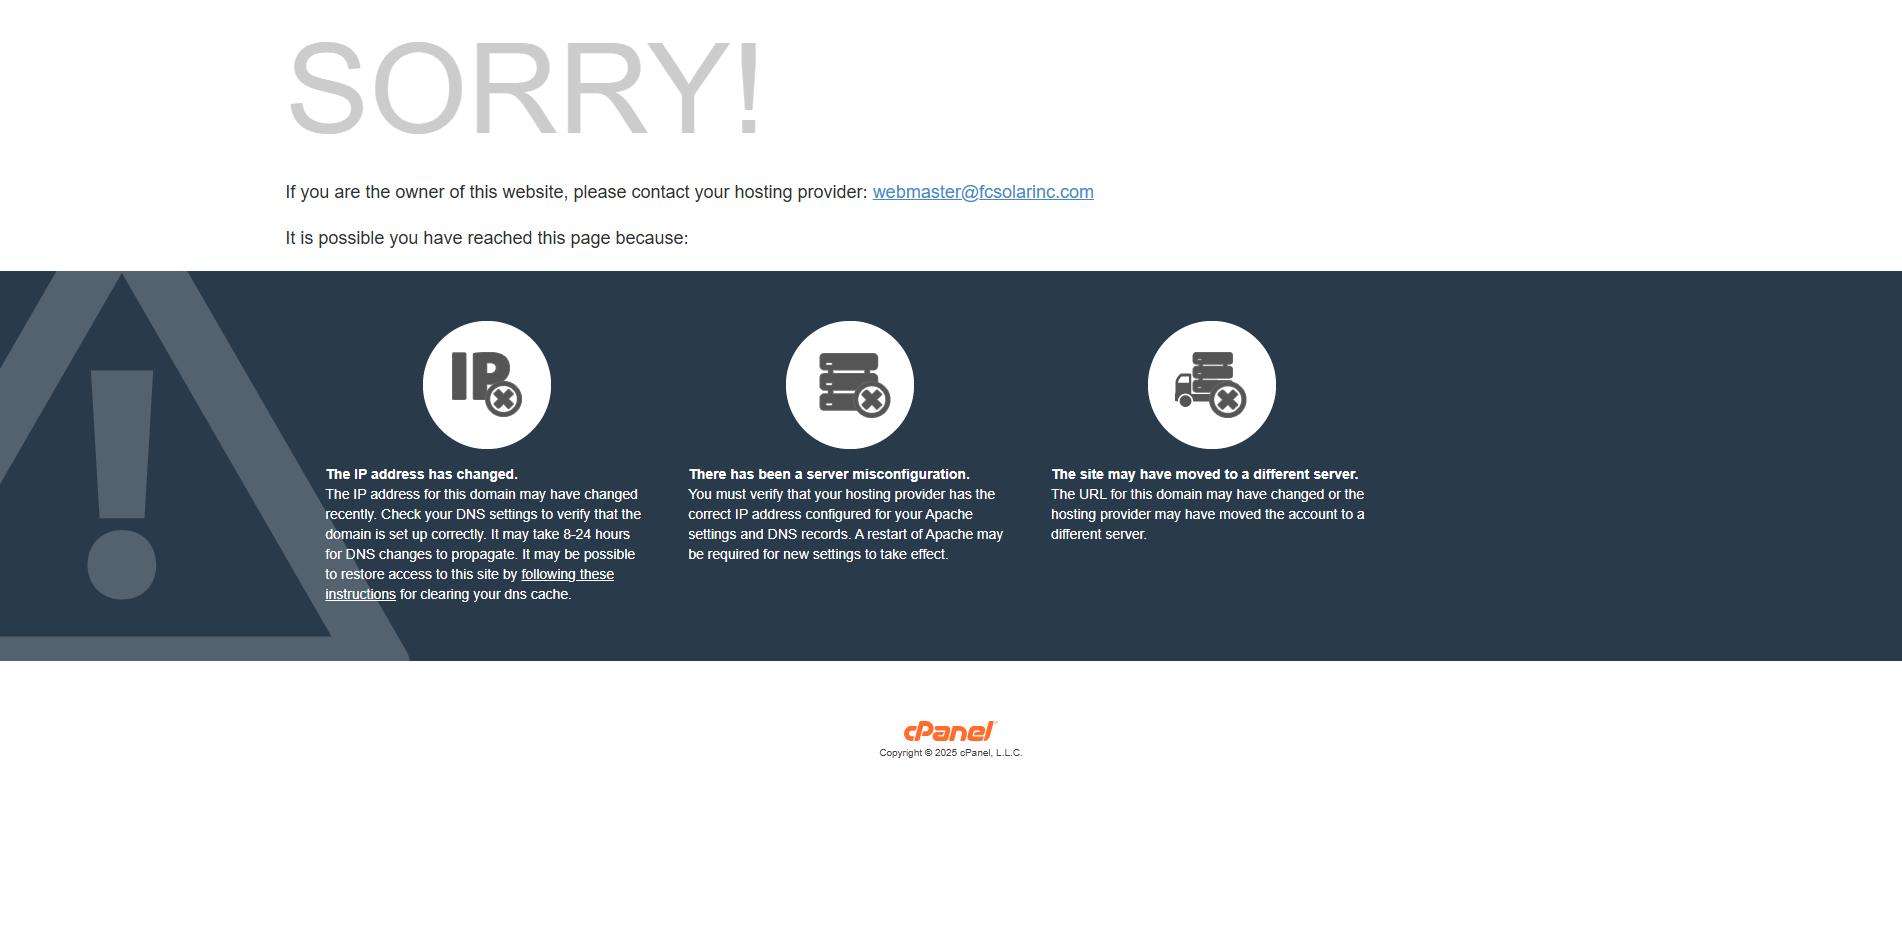 SORRY!
If you are the owner of this website, please contact your hosting provider: webmaster@fcsolarinc.com
It is possible you have reached this page because:
IP
The IP address has changed.
The IP address for this domain may have changed
recently. Check your DNS settings to verify that the
domain is set up correctly. It may take 8-24 hours
for DNS changes to propagate. It may be possible
to restore access to this site by following these
instructions for clearing your dns cache.
There has been a server misconfiguration.
You must verify that your hosting provider has the
correct IP address configured for your Apache
settings and DNS records. A restart of Apache may
be required for new settings to take effect.
The site may have moved to a different server.
The URL for this domain may have changed or the
hosting provider may have moved the account to a
different server.
cPanel
Copyright © 2025 cPanel, L.L.C.